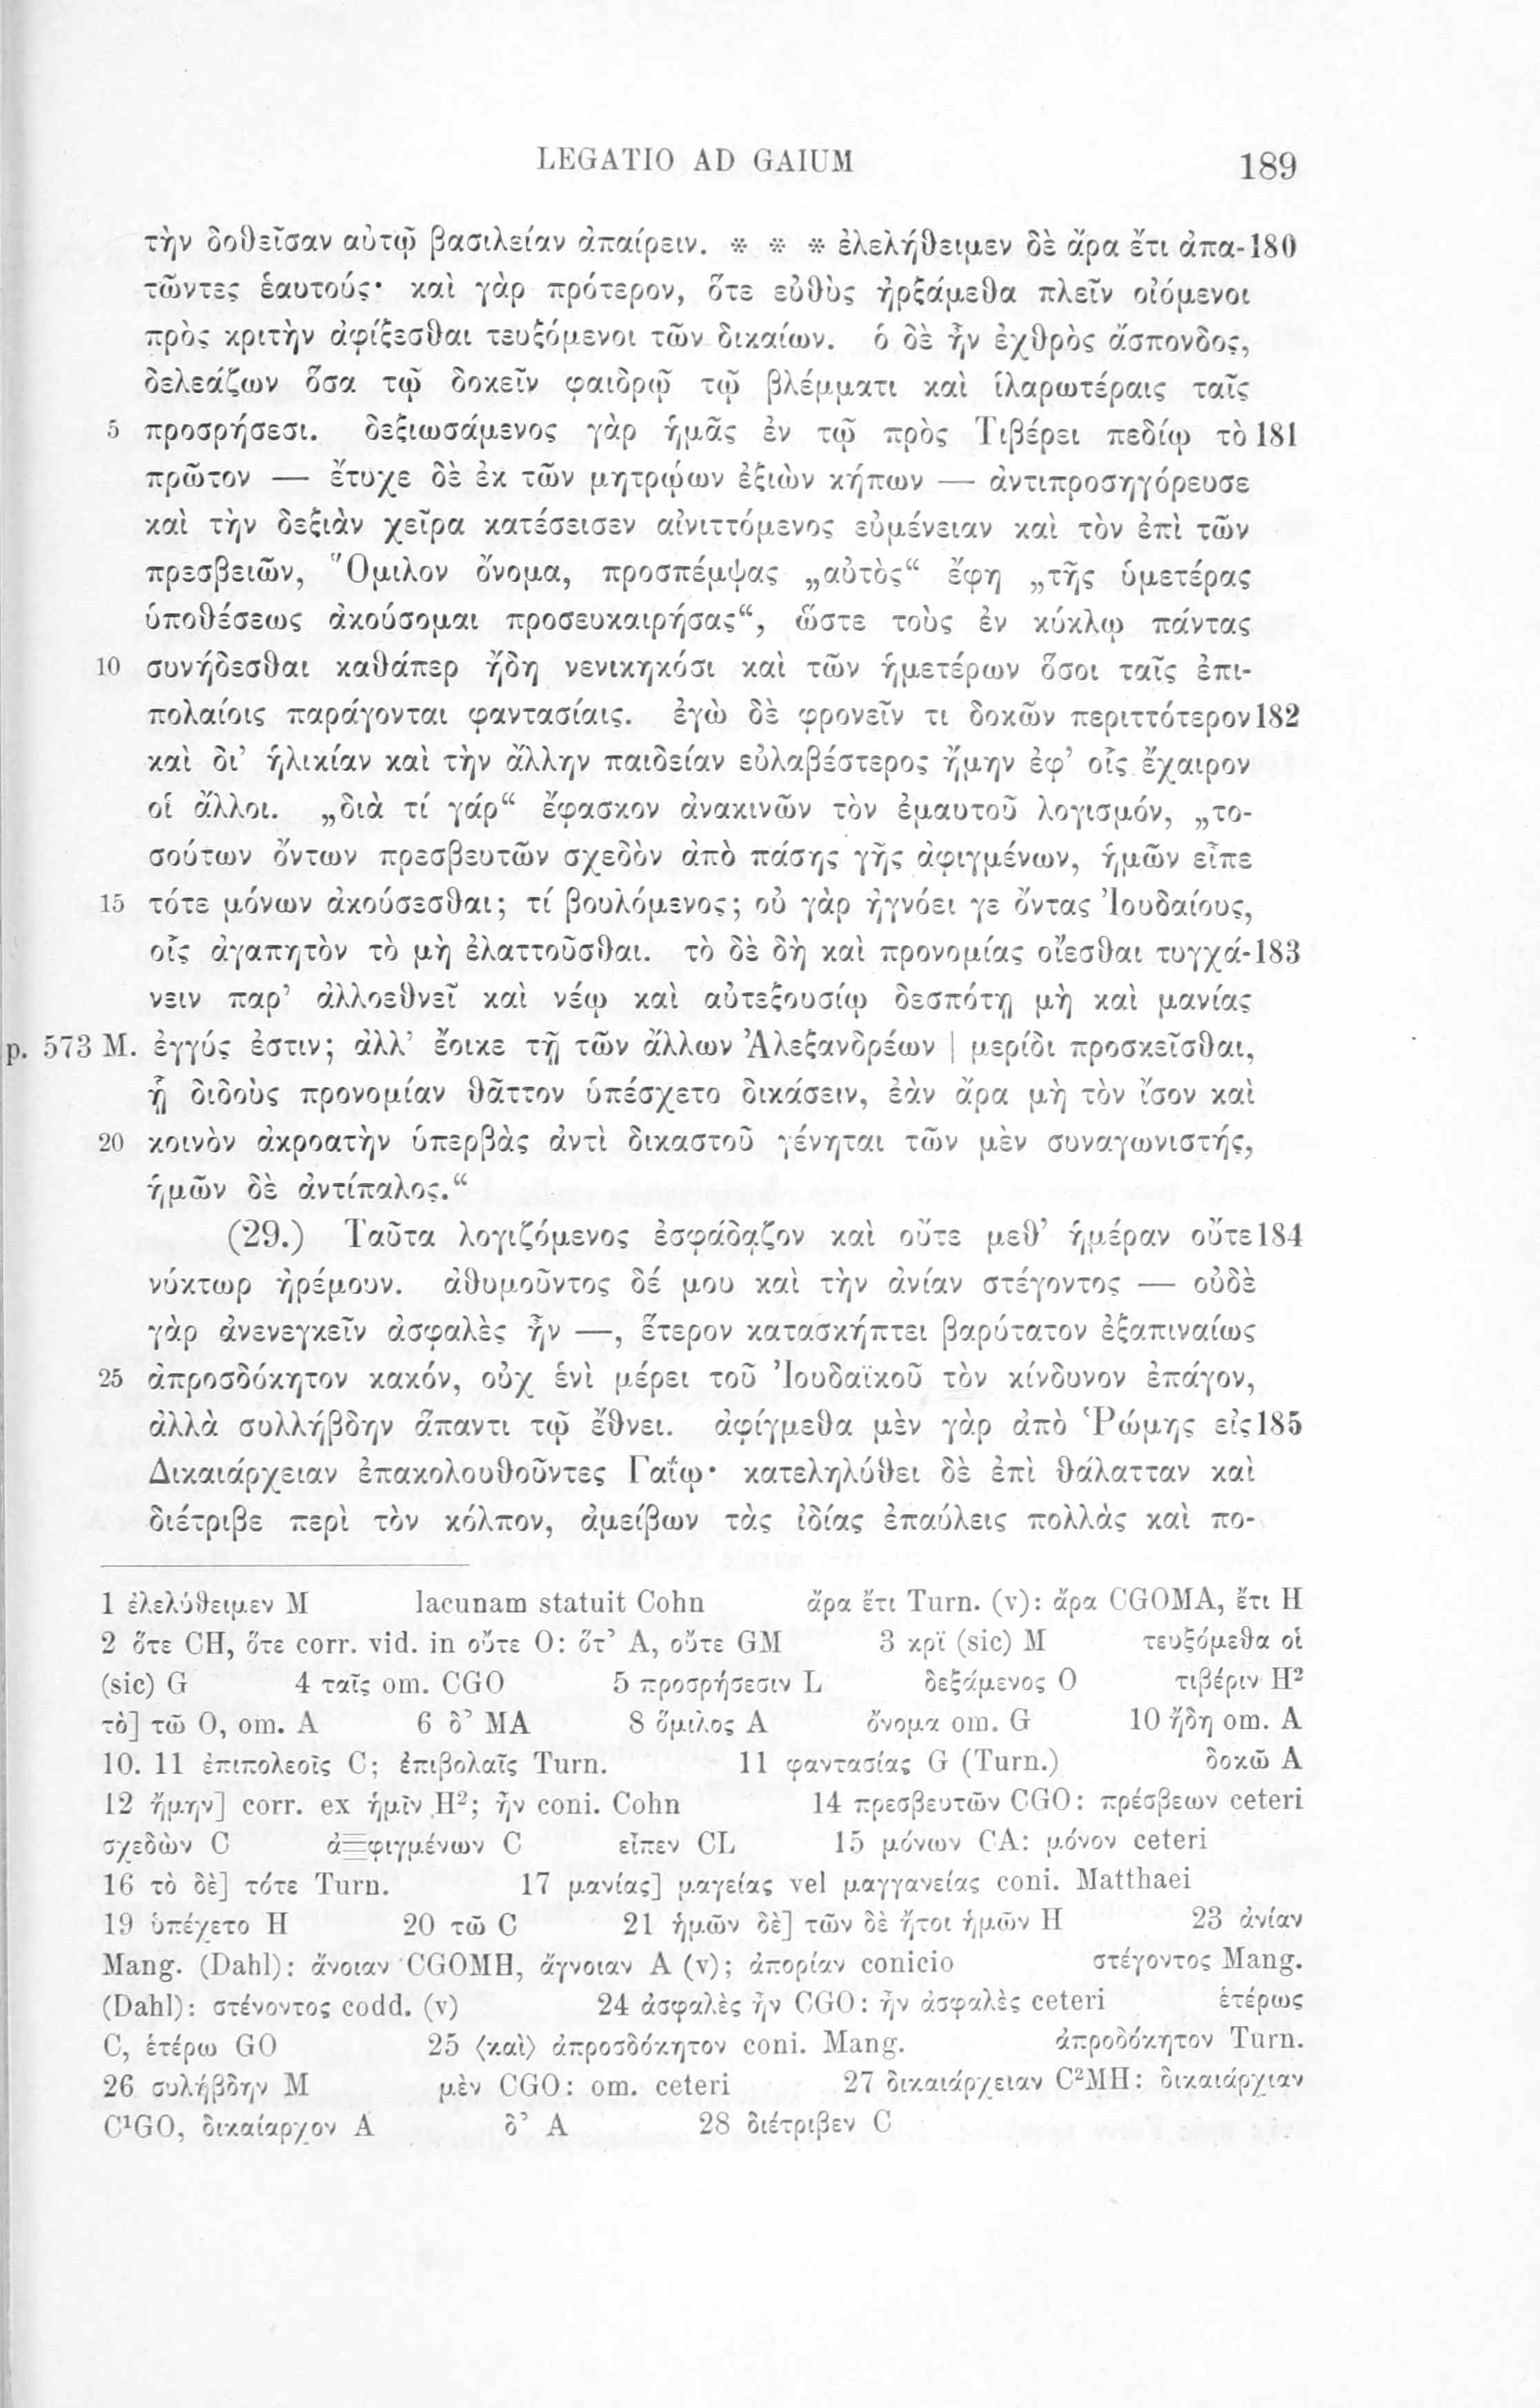 LEGATIO AD GAIUM 189
τὴν δοθεῖσαν αὐτῷ βασιλείαν ἀπαίρειν. * * * ἐλελήθειμεν δὲ ἄρα ἔτι ἀπα- 180
τῶντες ἑαυτούς· καὶ γὰρ πρότερον, ὅτε εὐθὺς ἠρξάμεθα πλεῖν οἰόμενοι
πρὸς κριτὴν ἀφίξεσθαι τευξόμενοι τῶν δικαίων. ὁ δὲ ἦν ἐχθρὸς ἄσπονδος,
δελεάζων ὅσα τῷ δοκεῖν φαιδρῷ τῷ βλέμματι καὶ ἱλαρωτέραις ταῖς
5 προσρήσεσι. δεξιωσάμενος γὰρ ἡμᾶς ἐν τῷ πρὸς Τιβέρει πεδίῳ τὸ 181
πρῶτον — ἔτυχε δὲ ἐκ τῶν μητρῴων ἐξιὼν κήπων — ἀντιπροσηγόρευσε
καὶ τὴν δεξιὰν χεῖρα κατέσεισεν αἰνιττόμενος εὐμένειαν καὶ τὸν ἐπὶ τῶν
πρεσβειῶν, Ὅμιλον ὄνομα, προσπέμψας „αὐτὸς“ ἔφη „τῆς ὑμετέρας
ὑποθέσεως ἀκούσομαι προσευκαιρήσας“, ὥστε τοὺς ἐν κύκλῳ πάντας
10 συνήδεσθαι καθάπερ ἤδη νενικηκόσι καὶ τῶν ἡμετέρων ὅσοι ταῖς ἐπι-
πολαίοις παράγονται φαντασίαις. ἐγὼ δὲ φρονεῖν τι δοκῶν περιττότερον 182
καὶ δι’ ἡλικίαν καὶ τὴν ἄλλην παιδείαν εὐλαβέστερος ἤμην ἐφ’ οἷς ἔχαιρον
οἱ ἄλλοι. „διὰ τί γάρ“ ἔφασκον ἀνακινῶν τὸν ἐμαυτοῦ λογισμόν, „το-
σούτων ὄντων πρεσβευτῶν σχεδὸν ἀπὸ πάσης γῆς ἀφιγμένων, ἡμῶν εἶπε
15 τότε μόνων ἀκούσεσθαι; τί βουλόμενος; οὐ γὰρ ἠγνόει γε ὄντας Ἰουδαίους,
οἷς ἀγαπητὸν τὸ μὴ ἐλαττοῦσθαι. τὸ δὲ δὴ καὶ προνομίας οἴεσθαι τυγχά- 183
νειν παρ’ ἀλλοεθνεῖ καὶ νέῳ καὶ αὐτεξουσίῳ δεσπότῃ μὴ καὶ μανίας
p. 573 M. ἐγγύς ἐστιν; ἀλλ’ ἔοικε τῇ τῶν ἄλλων Ἀλεξανδρέων | μερίδι προσκεῖσθαι,
ᾗ διδοὺς προνομίαν θᾶττον ὑπέσχετο δικάσειν, ἐὰν ἄρα μὴ τὸν ἴσον καὶ
20 κοινὸν ἀκροατὴν ὑπερβὰς ἀντὶ δικαστοῦ γένηται τῶν μὲν συναγωνιστής,
ἡμῶν δὲ ἀντίπαλος.“
(29.) Ταῦτα λογιζόμενος ἐσφάδᾳζον καὶ οὔτε μεθ’ ἡμέραν οὔτε 184
νύκτωρ ἠρέμουν. ἀθυμοῦντος δέ μου καὶ τὴν ἀνίαν στέγοντος — οὐδὲ
γὰρ ἀνενεγκεῖν ἀσφαλὲς ἦν —, ἕτερον κατασκήπτει βαρύτατον ἐξαπιναίως
25 ἀπροσδόκητον κακόν, οὐχ ἑνὶ μέρει τοῦ Ἰουδαϊκοῦ τὸν κίνδυνον ἐπάγον,
ἀλλὰ συλλήβδην ἅπαντι τῷ ἔθνει. ἀφίγμεθα μὲν γὰρ ἀπὸ Ῥώμης εἰς 185
Δικαιάρχειαν ἐπακολουθοῦντες Γαΐῳ· κατεληλύθει δὲ ἐπὶ θάλατταν καὶ
διέτριβε περὶ τὸν κόλπον, ἀμείβων τὰς ἰδίας ἐπαύλεις πολλὰς καὶ πο-
1 ἐλελύθειμεν M lacunam statuit Cohn ἄρα ἔτι Turn. (v): ἄρα CGOMA, ἔτι H
2 ὅτε CH, ὅτε corr. vid. in οὔτε O: ὅτ’ A, οὔτε GM 3 κρϊ (sic) M τευξόμεθα οἱ
(sic) G 4 ταῖς om. CGO 5 προσρήσεσιν L δεξάμενος O τιβέριν H²
τὸ] τῶ O, om. A 6 δ’ MA 8 ὅμιλος A ὄνομα om. G 10 ἤδη om. A
10. 11 ἐπιπολεοῖς C; ἐπιβολαῖς Turn. 11 φαντασίας G (Turn.) δοκῶ A
12 ἤμην] corr. ex ἡμῖν H²; ἦν coni. Cohn 14 πρεσβευτῶν CGO: πρέσβεων ceteri
σχεδὼν C ἀφιγμένων C εἶπεν CL 15 μόνων CA: μόνον ceteri
16 τὸ δὲ] τότε Turn. 17 μανίας] μαγείας vel μαγγανείας coni. Matthaei
19 ὑπέχετο H 20 τῶ C 21 ἡμῶν δὲ] τῶν δὲ ἤτοι ἡμῶν H 23 ἀνίαν
Mang. (Dahl): ἄνοιαν CGOMH, ἄγνοιαν A (v); ἀπορίαν conicio στέγοντος Mang.
(Dahl): στένοντος codd. (v) 24 ἀσφαλὲς ἦν CGO: ἦν ἀσφαλὲς ceteri ἑτέρως
C, ἑτέρω GO 25 ⟨καὶ⟩ ἀπροσδόκητον coni. Mang. ἀπροδόκητον Turn.
26 συλήβδην M μὲν CGO: om. ceteri 27 δικαιάρχειαν C²MH: δικαιάρχιαν
C¹GO, δικαίαρχον A δ’ A 28 διέτριβεν C